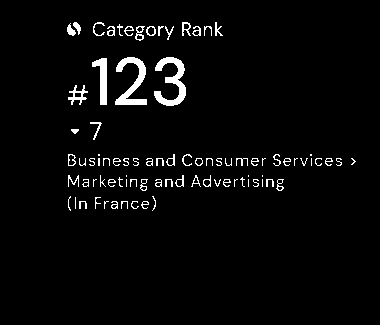 Category Rank
#123
7
Business and Consumer Services >
Marketing and Advertising
(In France)